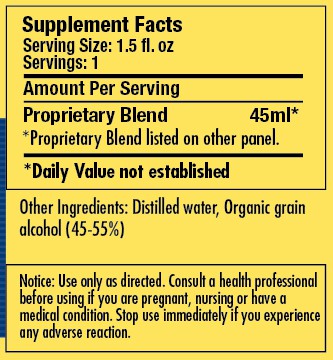 Supplement Facts
Serving Size: 1.5 fl. oz
Servings: 1
Amount Per Serving
Proprietary Blend 45ml*
*Proprietary Blend listed on other panel.
*Daily Value not established
Other Ingredients: Distilled water, Organic grain
alcohol (45-55%)
Notice: Use only as directed. Consult a health professional
before using if you are pregnant, nursing or have a
medical condition. Stop use immediately if you experience
any adverse reaction.